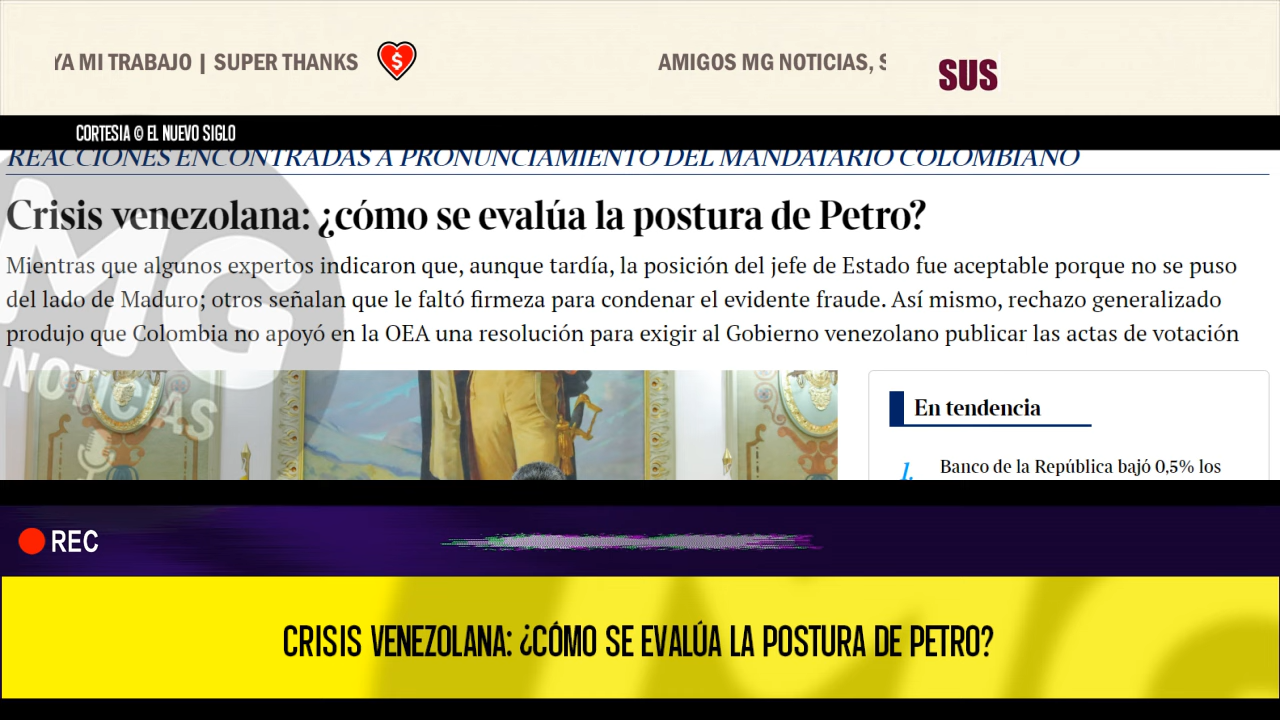 YA MI TRABAJO | SUPER THANKS
AMIGOS MG NOTICIAS, S
SUS
CORTESIA © EL NUEVO SIGLO
REACCIONES ENCONTRADAS A PRONUNCIAMIENTO DEL MANDATARIO COLOMBIANO
Crisis venezolana: ¿cómo se evalúa la postura de Petro?
Mientras que algunos expertos indicaron que, aunque tardía, la posición del jefe de Estado fue aceptable porque no se puso
del lado de Maduro; otros señalan que le faltó firmeza para condenar el evidente fraude. Así mismo, rechazo generalizado
produjo que Colombia no apoyó en la OEA una resolución para exigir al Gobierno venezolano publicar las actas de votación
MG
NOTICIAS
En tendencia
1. Banco de la República bajó 0,5% los
REC
CRISIS VENEZOLANA: ¿CÓMO SE EVALÚA LA POSTURA DE PETRO?